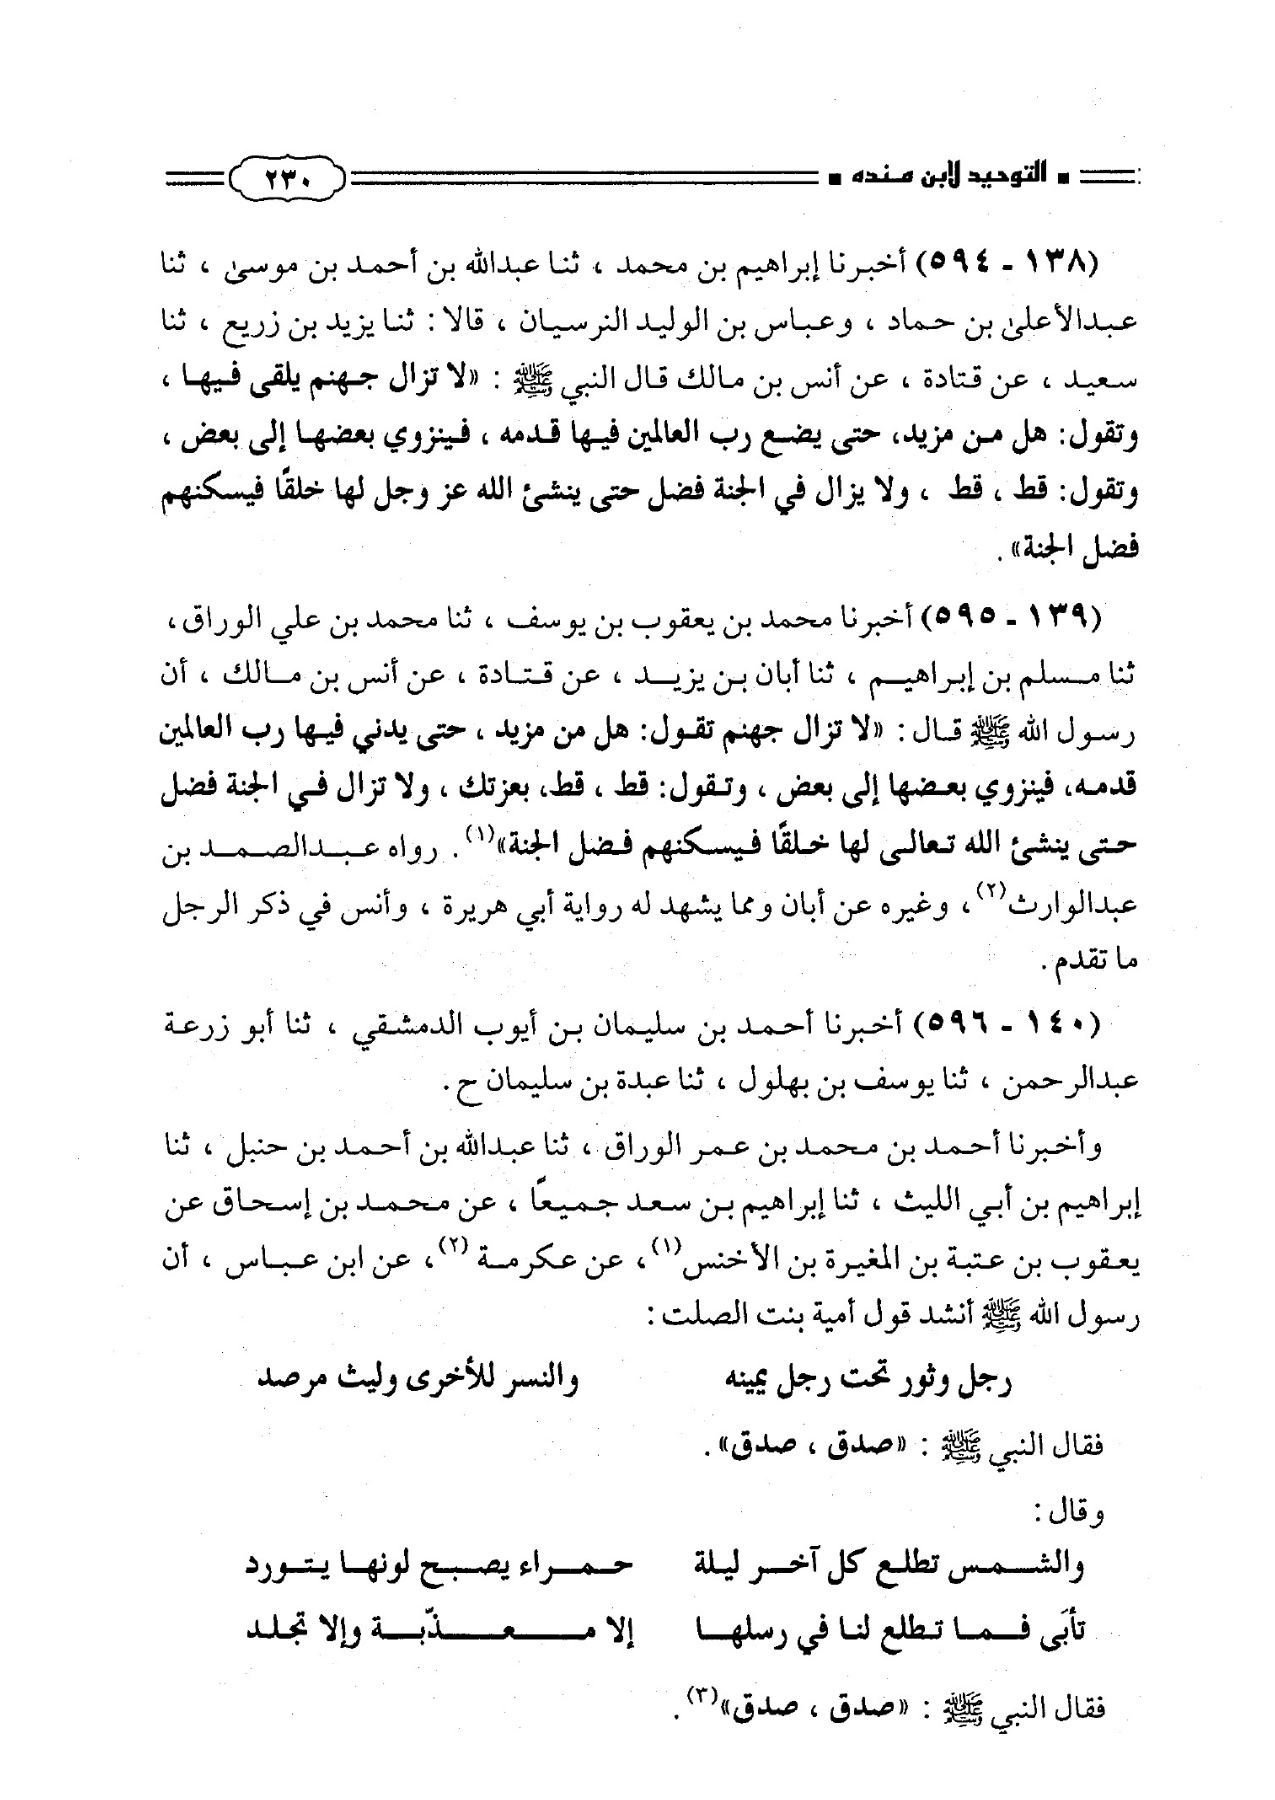 التوحيد لابن منده ٢٣٠
(١٣٨ - ٥٩٤) أخبرنا إبراهيم بن محمد ، ثنا عبدالله بن أحمد بن موسى ، ثنا
عبدالأعلى بن حماد ، وعباس بن الوليد النرسيان ، قالا : ثنا يزيد بن زريع ، ثنا
سعيد ، عن قتادة ، عن أنس بن مالك قال النبي ﷺ : «لا تزال جهنم يلقى فيها ،
وتقول: هل من مزيد، حتى يضع رب العالمين فيها قدمه ، فينزوي بعضها إلى بعض ،
وتقول: قط ، قط ، ولا يزال في الجنة فضل حتى ينشئ الله عز وجل لها خلقًا فيسكنهم
فضل الجنة» .
(١٣٩ - ٥٩٥) أخبرنا محمد بن يعقوب بن يوسف ، ثنا محمد بن علي الوراق،
ثنا مسلم بن إبراهيم ، ثنا أبان بن يزيد ، عن قتادة ، عن أنس بن مالك ، أن
رسول الله ﷺ قال : «لا تزال جهنم تقول: هل من مزيد ، حتى يدني فيها رب العالمين
قدمه، فينزوي بعضها إلى بعض ، وتقول: قط ، قط، بعزتك ، ولا تزال في الجنة فضل
حتى ينشئ الله تعالى لها خلقًا فيسكنهم فضل الجنة»(١) . رواه عبدالصمد بن
عبدالوارث(٢)، وغيره عن أبان ومما يشهد له رواية أبي هريرة ، وأنس في ذكر الرجل
ما تقدم .
(١٤٠ - ٥٩٦) أخبرنا أحمد بن سليمان بن أيوب الدمشقي ، ثنا أبو زرعة
عبدالرحمن ، ثنا يوسف بن بهلول ، ثنا عبدة بن سليمان ح .
وأخبرنا أحمد بن محمد بن عمر الوراق ، ثنا عبدالله بن أحمد بن حنبل ، ثنا
إبراهيم بن أبي الليث ، ثنا إبراهيم بن سعد جميعًا ، عن محمد بن إسحاق عن
يعقوب بن عتبة بن المغيرة بن الأخنس(١)، عن عكرمة (٢)، عن ابن عباس ، أن
رسول الله ﷺ أنشد قول أمية بنت الصلت :
رجل وثور تحت رجل يمينه والنسر للأخرى وليث مرصد
فقال النبي ﷺ : «صدق ، صدق» .
وقال :
والشمس تطلع كل آخر ليلة حمراء يصبح لونها يتورد
تأبَى فما تطلع لنا في رسلها إلا معذّبة وإلا تجلد
فقال النبي ﷺ : «صدق ، صدق»(٣) .